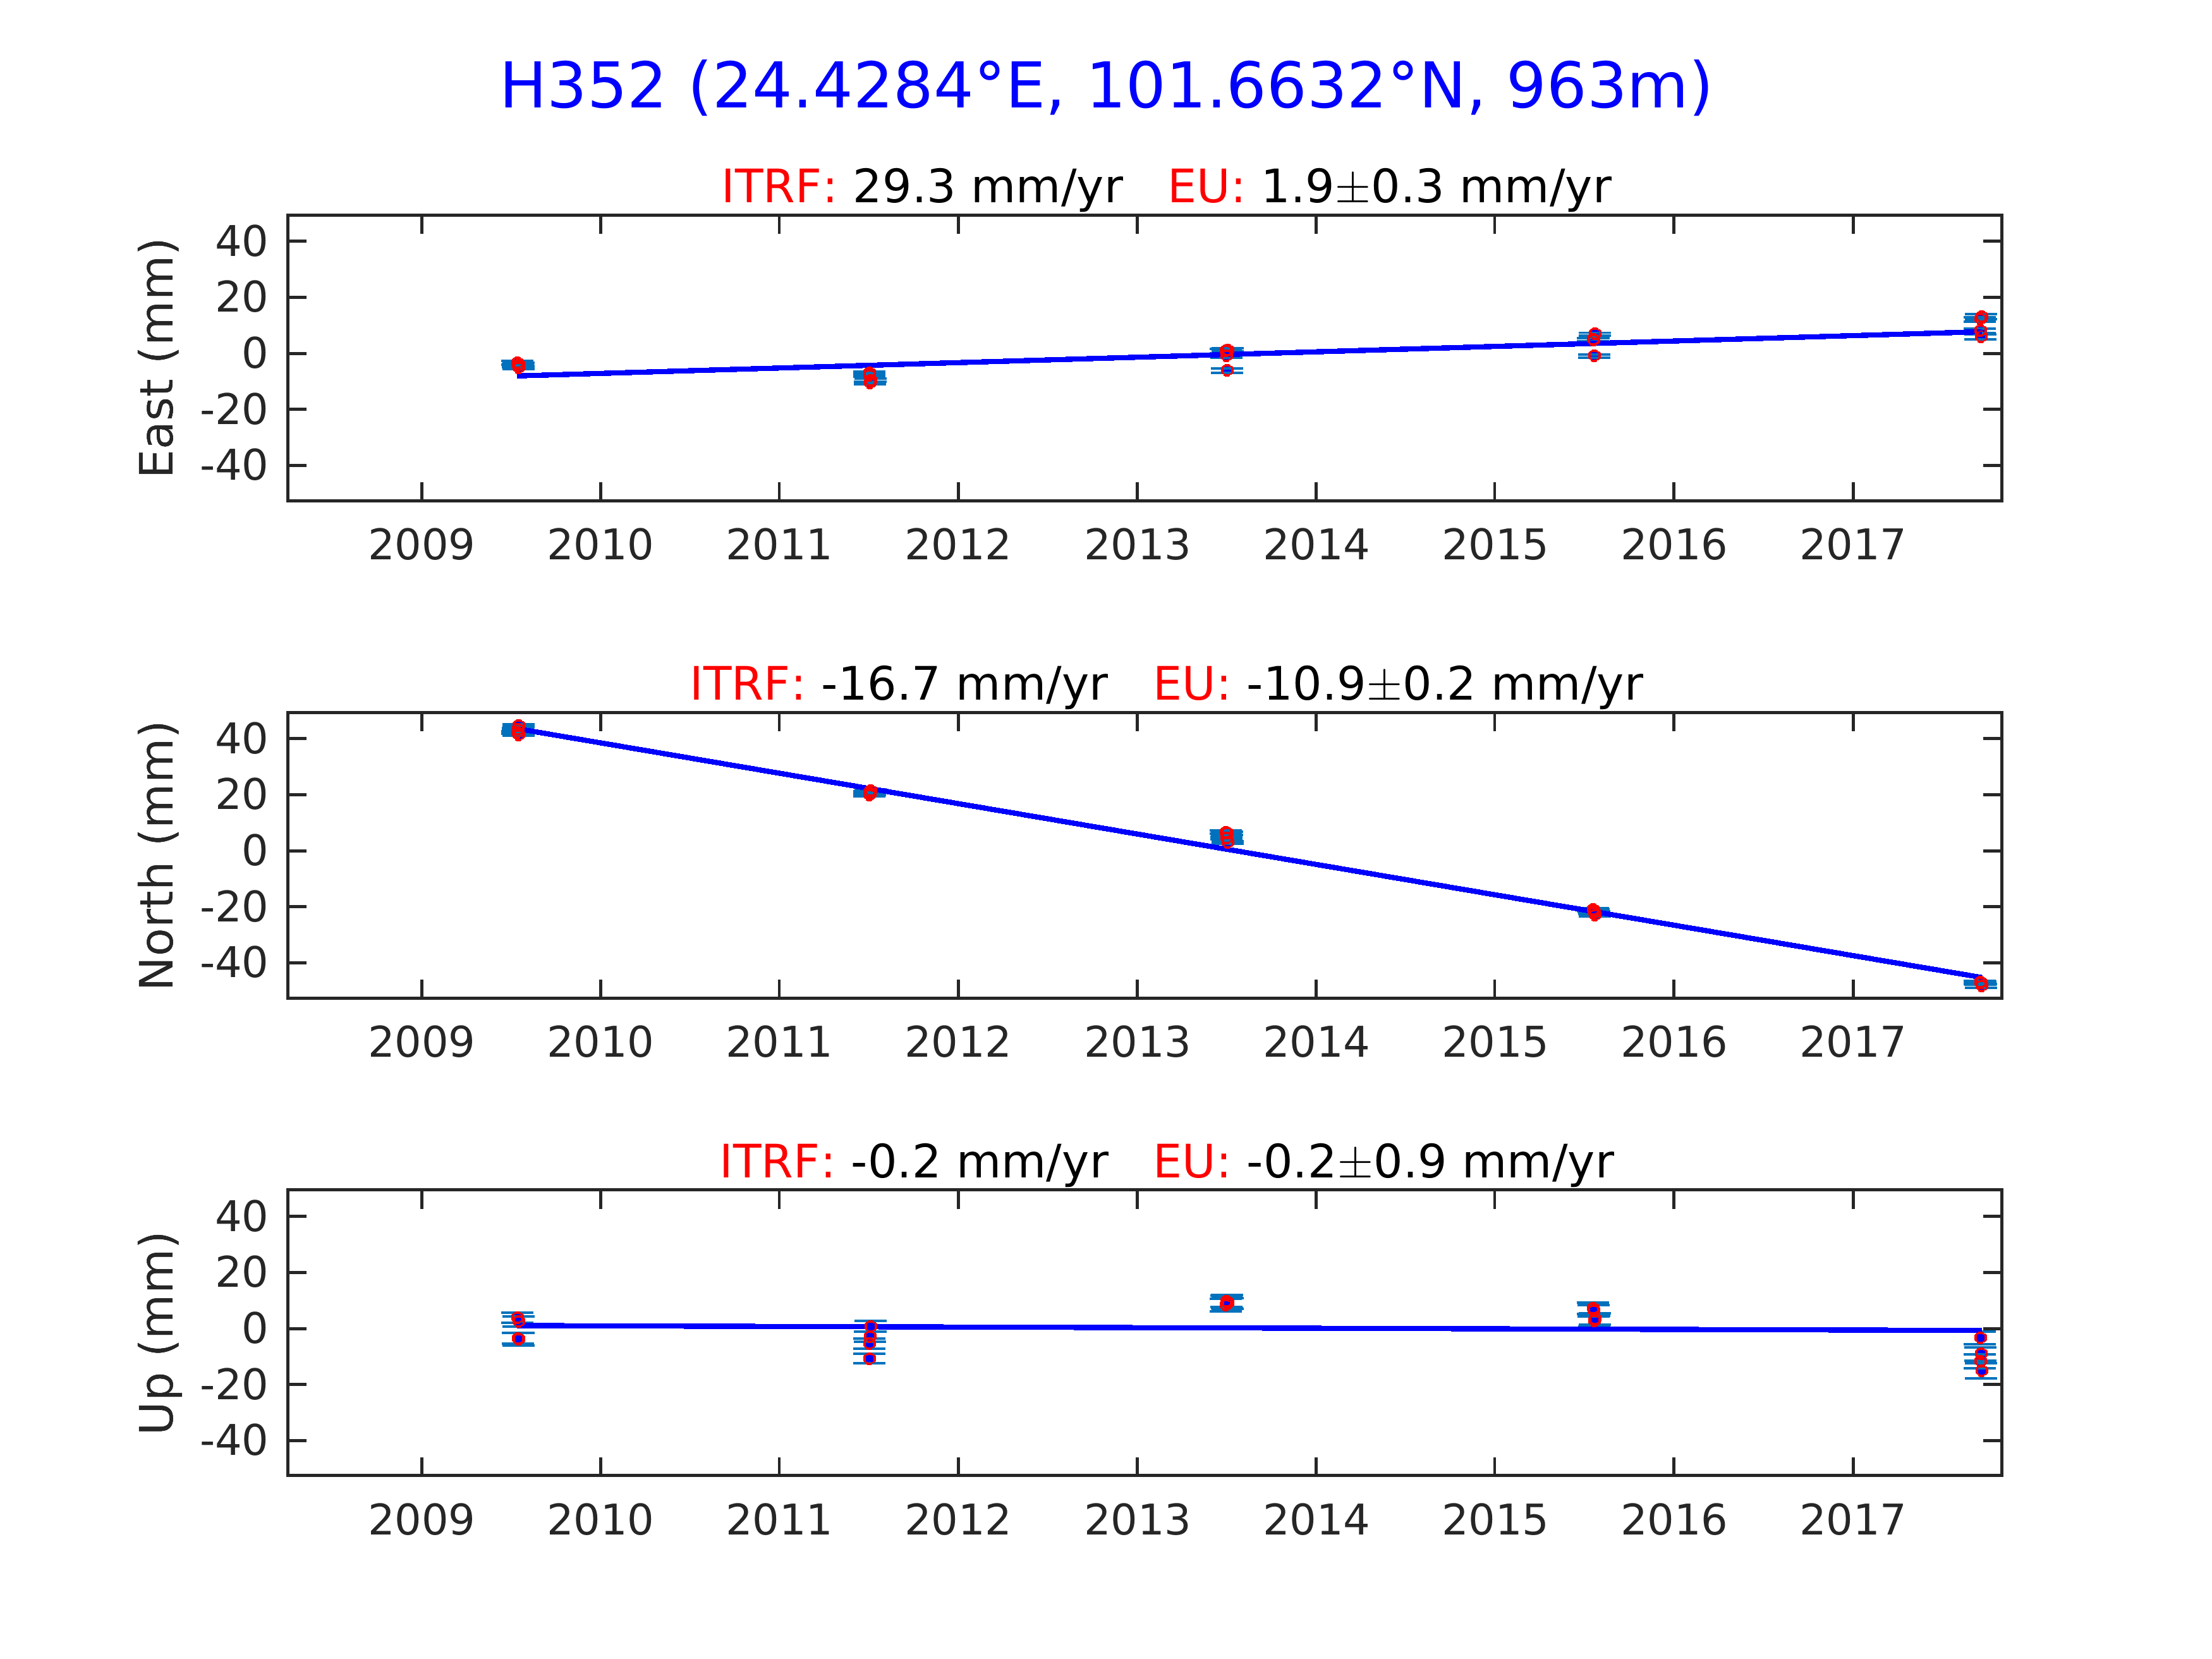 H352 (24.4284°E, 101.6632°N, 963m)
ITRF: 29.3 mm/yr EU: 1.9±0.3 mm/yr
East (mm)
40
20
0
-20
-40
2009 2010 2011 2012 2013 2014 2015 2016 2017
ITRF: -16.7 mm/yr EU: -10.9±0.2 mm/yr
North (mm)
40
20
0
-20
-40
2009 2010 2011 2012 2013 2014 2015 2016 2017
ITRF: -0.2 mm/yr EU: -0.2±0.9 mm/yr
Up (mm)
40
20
0
-20
-40
2009 2010 2011 2012 2013 2014 2015 2016 2017